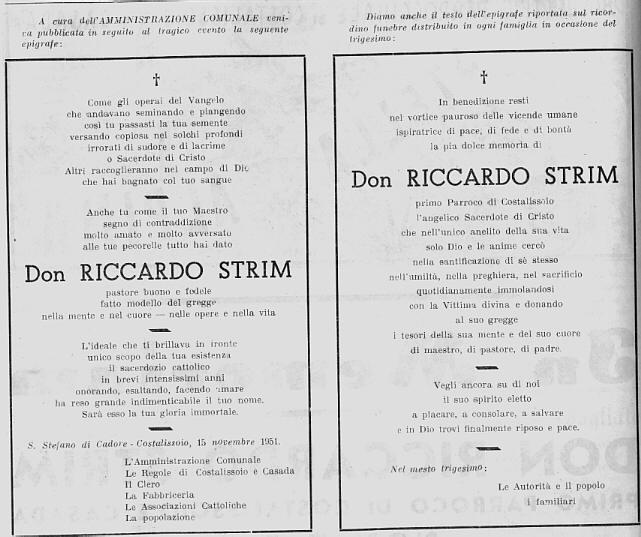 A cura dell'AMMINISTRAZIONE COMUNALE veni-
va pubblicata in seguito al tragico evento la seguente
epigrafe:
†
Come gli operai del Vangelo
che andavano seminando e piangendo
così tu passasti la tua semente
versando copiosa nei solchi profondi
irrorati di sudore e di lacrime
o Sacerdote di Cristo
Altri raccoglieranno nel campo di Dio
che hai bagnato col tuo sangue
Anche tu come il tuo Maestro
segno di contraddizione
molto amato e molto avversato
alle tue pecorelle tutto hai dato
Don RICCARDO STRIM
pastore buono e fedele
fatto modello del gregge
nella mente e nel cuore — nelle opere e nella vita
L'ideale che ti brillava in fronte
unico scopo della tua esistenza
il sacerdozio cattolico
in brevi intensissimi anni
onorando, esaltando, facendo amare
ha reso grande indimenticabile il tuo nome.
Sarà esso la tua gloria immortale.
S. Stefano di Cadore - Costalissoio, 15 novembre 1951.
L'Amministrazione Comunale
Le Regole di Costalissoio e Casada
Il Clero
La Fabbriceria
Le Associazioni Cattoliche
La popolazione
Diamo anche il testo dell'epigrafe riportata sul ricor-
dino funebre distribuito in ogni famiglia in occasione del
trigesimo:
†
In benedizione resti
nel vortice pauroso delle vicende umane
ispiratrice di pace, di fede e di bontà
la pia dolce memoria di
Don RICCARDO STRIM
primo Parroco di Costalissoio
l'angelico Sacerdote di Cristo
che nell'unico anelito della sua vita
solo Dio e le anime cercò
nella santificazione di sè stesso
nell'umiltà, nella preghiera, nel sacrificio
quotidianamente immolandosi
con la Vittima divina e donando
al suo gregge
i tesori della sua mente e del suo cuore
di maestro, di pastore, di padre.
Vegli ancora su di noi
il suo spirito eletto
a placare, a consolare, a salvare
e in Dio trovi finalmente riposo e pace.
Nel mesto trigesimo:
Le Autorità e il popolo
i familiari